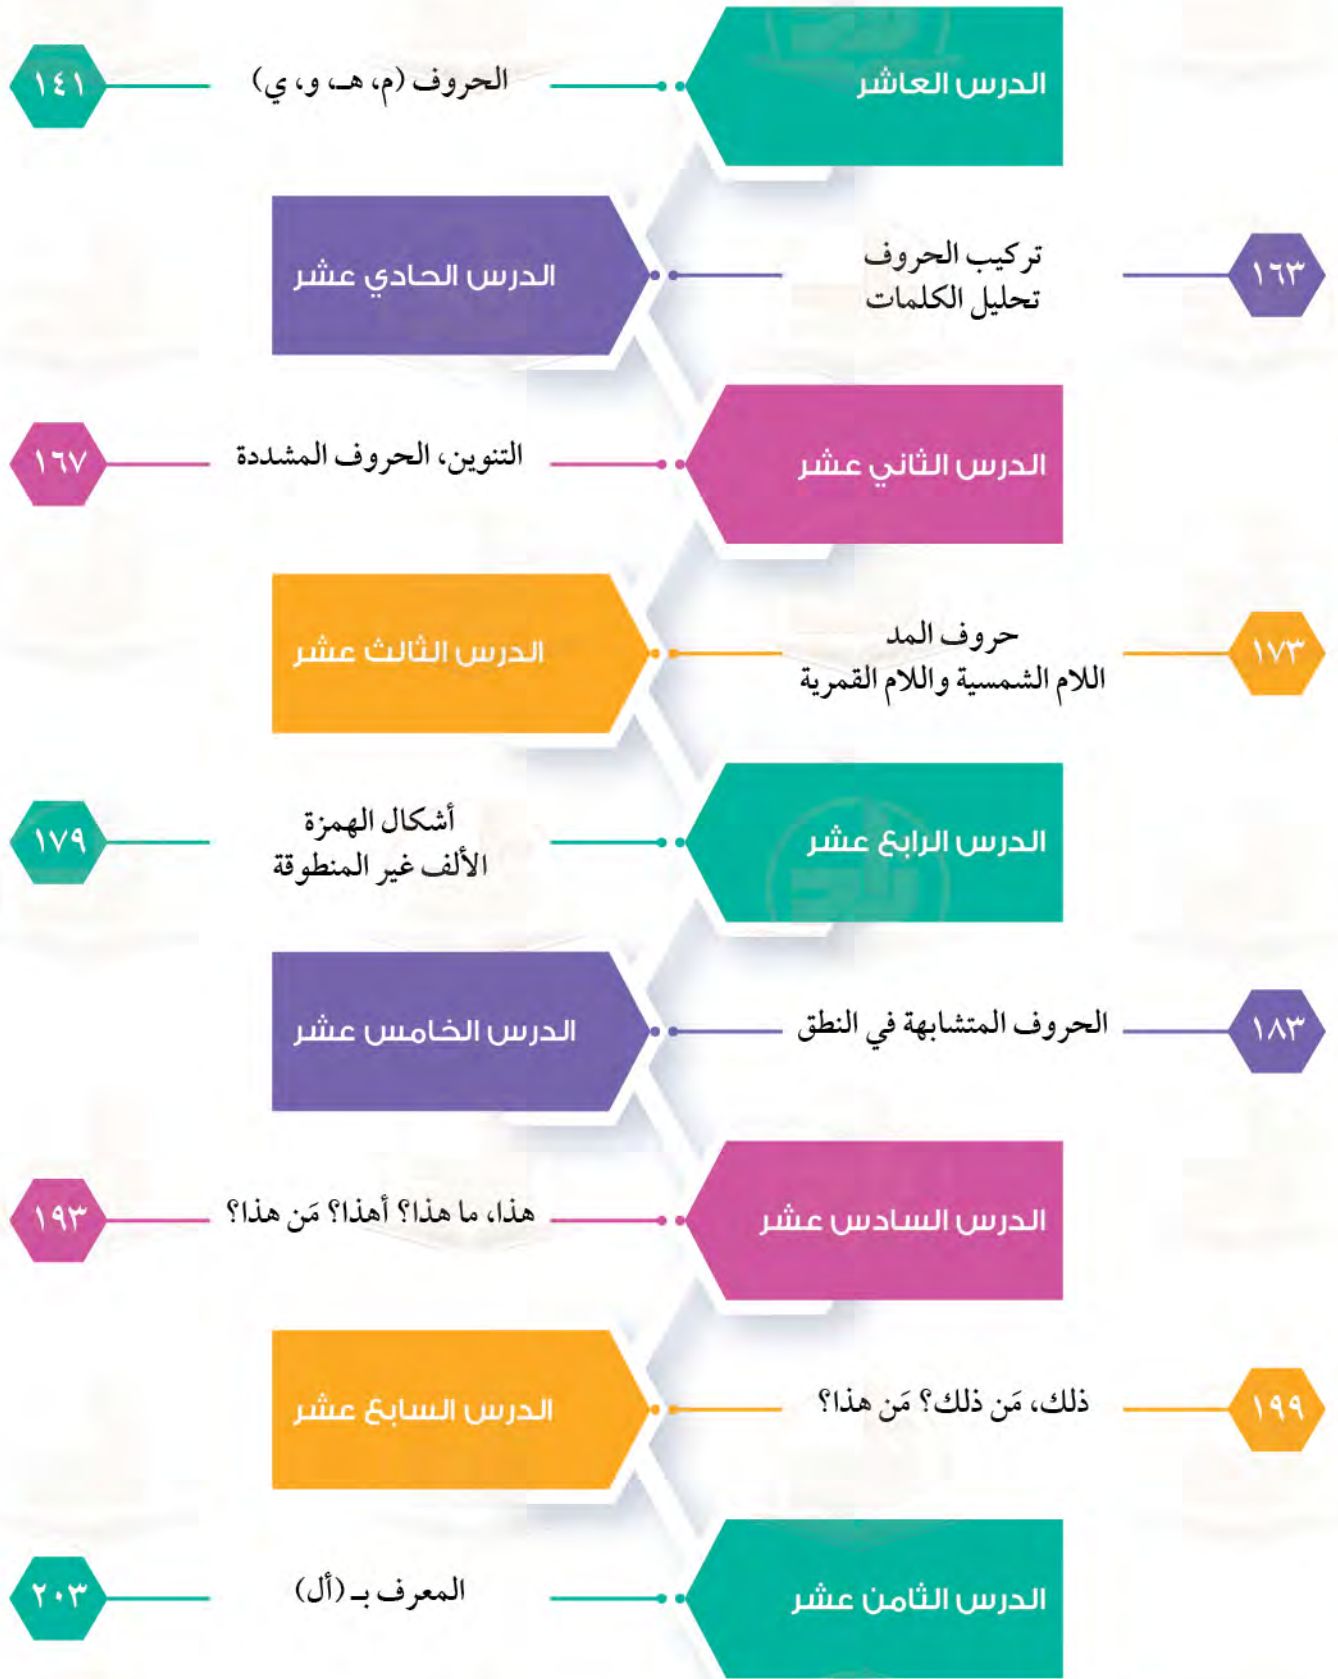 الدرس العاشر
الحروف (م، هـ، و، ي)
١٤١
الدرس الحادي عشر
تركيب الحروف
تحليل الكلمات
١٦٣
الدرس الثاني عشر
التنوين، الحروف المشددة
١٦٧
الدرس الثالث عشر
حروف المد
اللام الشمسية واللام القمرية
١٧٣
الدرس الرابع عشر
أشكال الهمزة
الألف غير المنطوقة
١٧٩
الدرس الخامس عشر
الحروف المتشابهة في النطق
١٨٣
الدرس السادس عشر
هذا، ما هذا؟ أهذا؟ مَن هذا؟
١٩٣
الدرس السابع عشر
ذلك، مَن ذلك؟ مَن هذا؟
١٩٩
الدرس الثامن عشر
المعرف بـ (أل)
٢٠٣